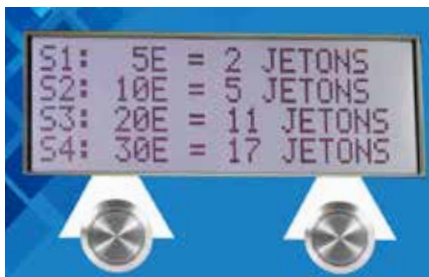 S1: 5E = 2 JETONS
S2: 10E = 5 JETONS
S3: 20E = 11 JETONS
S4: 30E = 17 JETONS